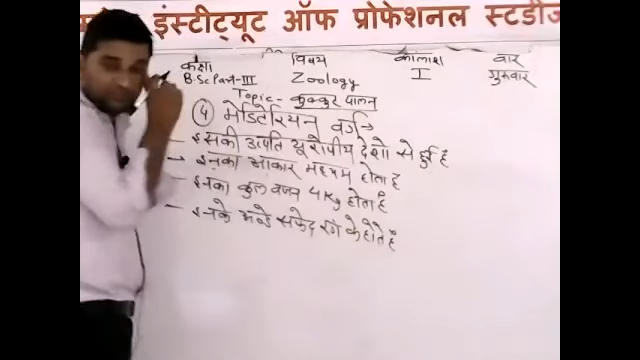 इंस्टीट्यूट ऑफ प्रोफेशनल स्टडीज
कक्षा विषय कालांश वार
B.Sc Part-III Zoology I गुरुवार
Topic- कुक्कुट पालन
(4) मेडिटेरियन वर्ग →
- इसकी उत्पति यूरोपीय देशो से हुई है
→ इनका आकार मध्यम होता है
- इनका कुल वजन 4Kg होता है
- इनके अण्डे सफेद रंग के होते है